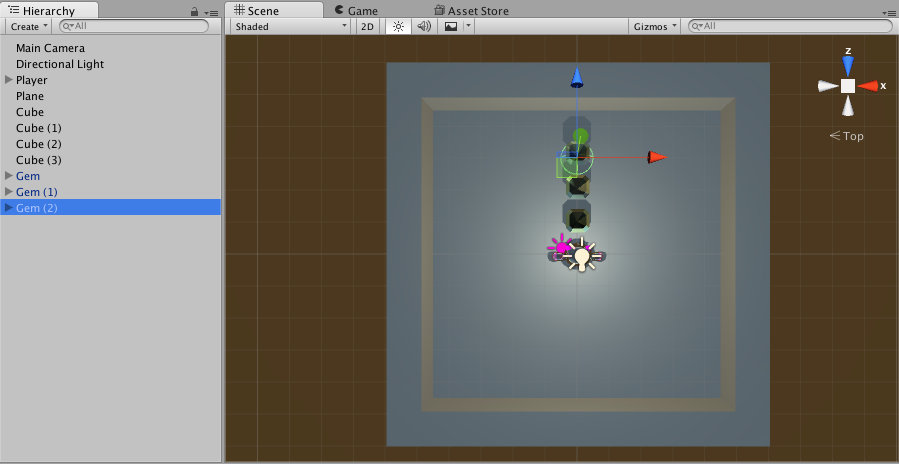 Hierarchy
Create
All
Main Camera
Directional Light
Player
Plane
Cube
Cube (1)
Cube (2)
Cube (3)
Gem
Gem (1)
Gem (2)
Scene Game Asset Store
Shaded 2D Gizmos All
z
x
Top